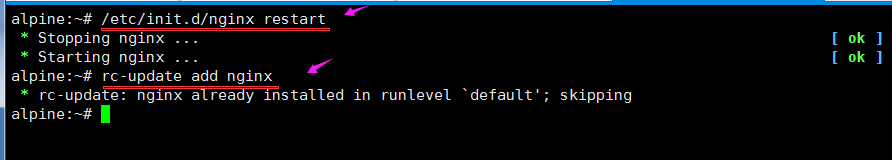 alpine:~# /etc/init.d/nginx restart
* Stopping nginx ... [ ok ]
* Starting nginx ... [ ok ]
alpine:~# rc-update add nginx
* rc-update: nginx already installed in runlevel `default'; skipping
alpine:~#